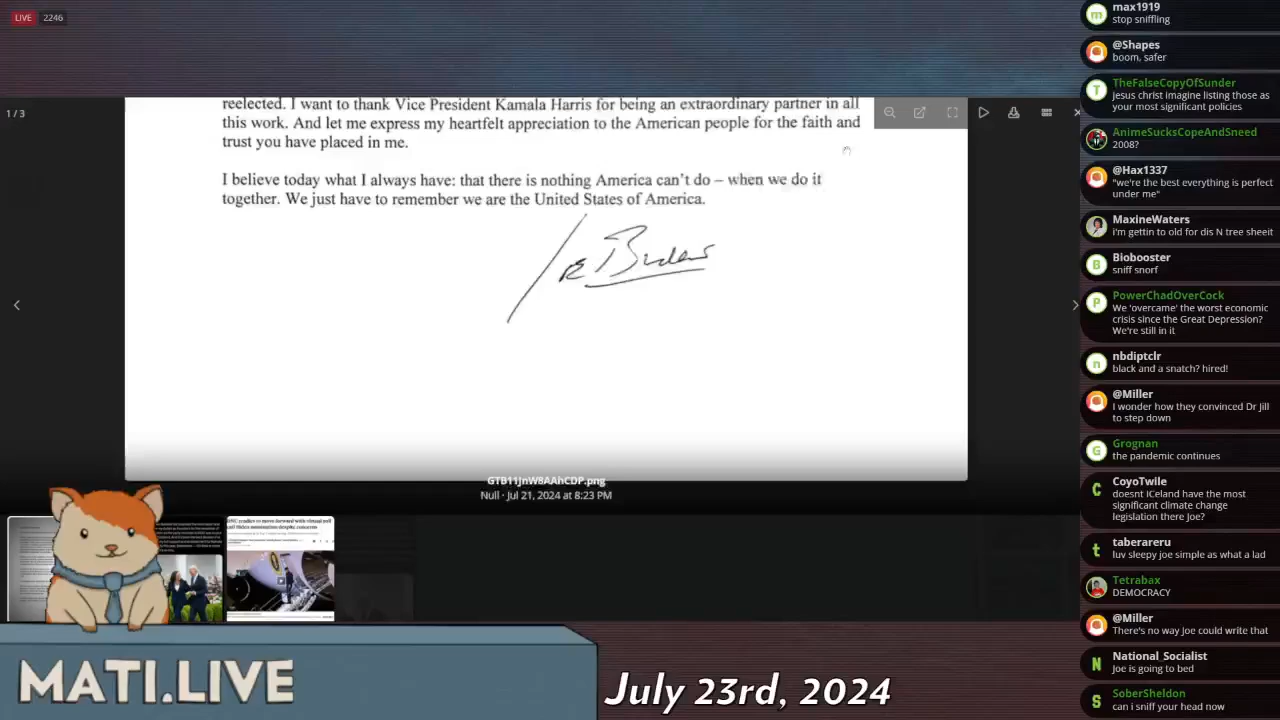 LIVE 2246
1 / 3
reelected. I want to thank Vice President Kamala Harris for being an extraordinary partner in all
this work. And let me express my heartfelt appreciation to the American people for the faith and
trust you have placed in me.
I believe today what I always have: that there is nothing America can't do – when we do it
together. We just have to remember we are the United States of America.
Joe Biden
GTB11JnW8AAhCDP.png
Null · Jul 21, 2024 at 8:23 PM
MATI.LIVE
July 23rd, 2024
max1919
stop sniffling
@Shapes
boom, safer
TheFalseCopyOfSunder
Jesus christ imagine listing those as
your most significant policies
AnimeSucksCopeAndSneed
2008?
@Hax1337
"we're the best everything is perfect
under me"
MaxineWaters
i'm gettin to old for dis N tree sheeit
Biobooster
sniff snorf
PowerChadOverCock
We 'overcame' the worst economic
crisis since the Great Depression?
We're still in it
nbdiptclr
black and a snatch? hired!
@Miller
I wonder how they convinced Dr Jill
to step down
Grognan
the pandemic continues
CoyoTwile
doesnt ICeland have the most
significant climate change
legislation there Joe?
taberareru
luv sleepy joe simple as what a lad
Tetrabax
DEMOCRACY
@Miller
There's no way Joe could write that
National_Socialist
Joe is going to bed
SoberSheldon
can i sniff your head now